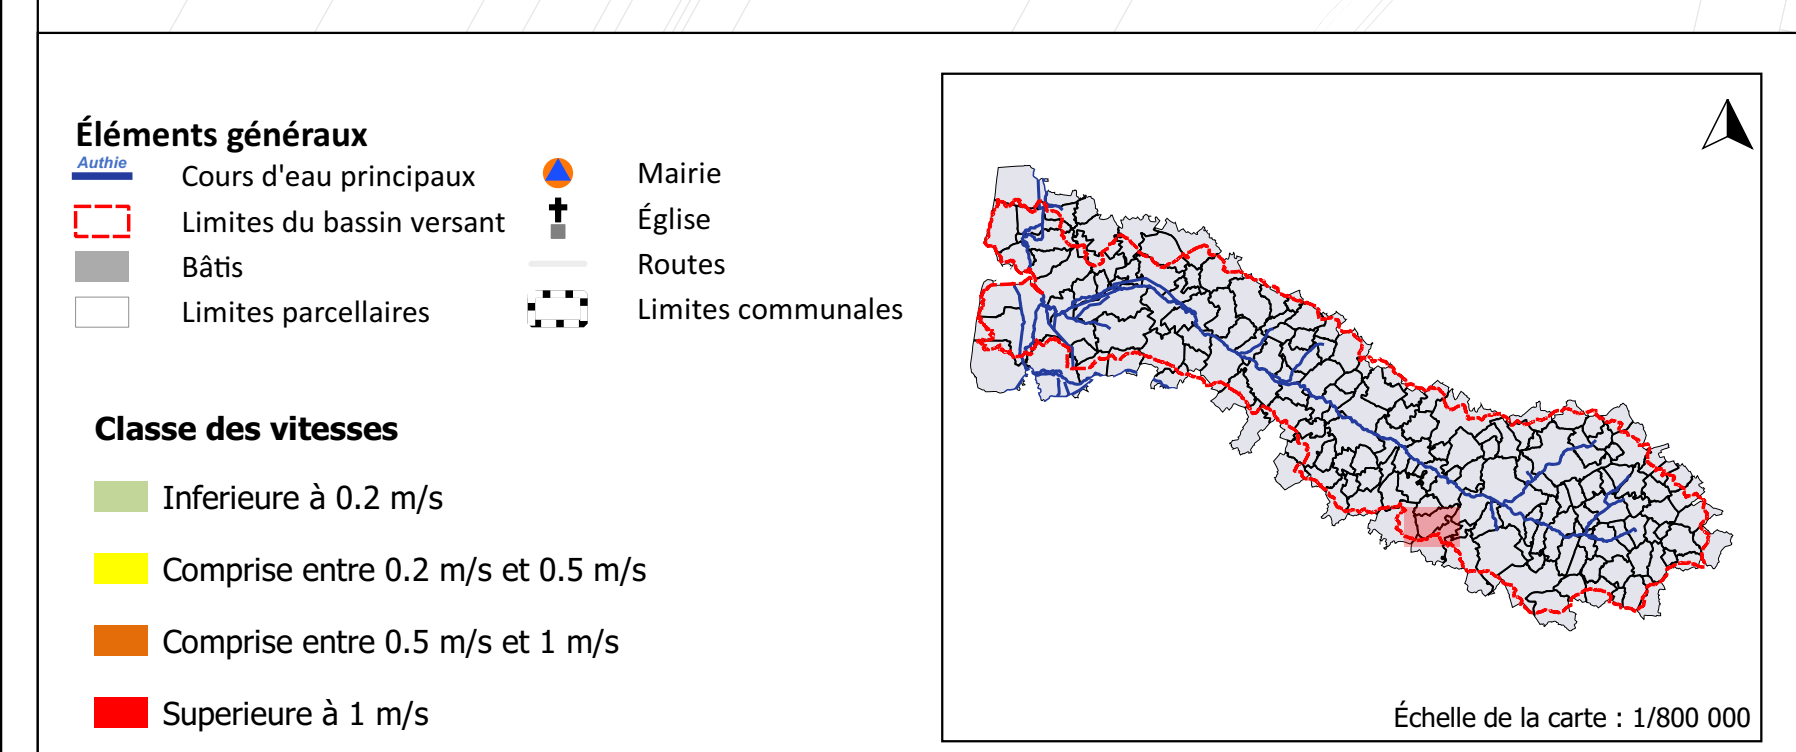 Éléments généraux
Authie
Cours d'eau principaux
Limites du bassin versant
Bâtis
Limites parcellaires
Mairie
Église
Routes
Limites communales
Classe des vitesses
Inferieure à 0.2 m/s
Comprise entre 0.2 m/s et 0.5 m/s
Comprise entre 0.5 m/s et 1 m/s
Superieure à 1 m/s
Échelle de la carte : 1/800 000